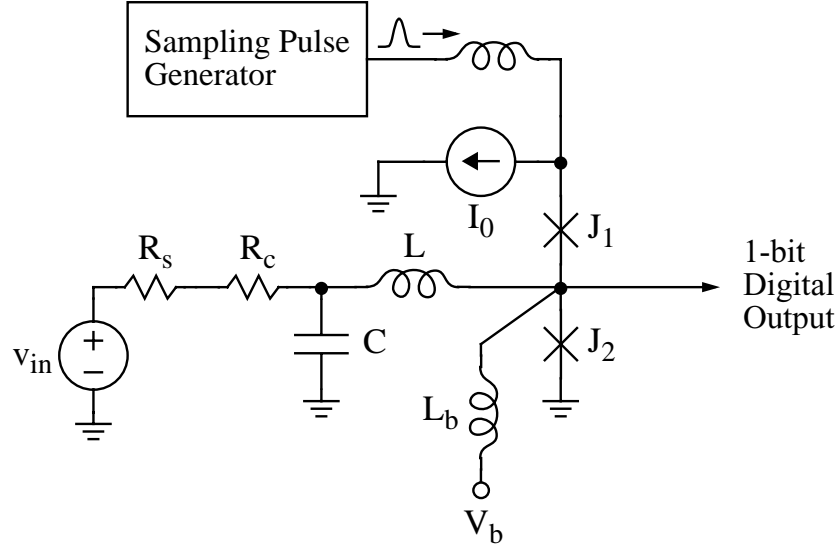 Sampling Pulse
Generator
I0
J1
Rs
Rc
L
1-bit
Digital
Output
vin
+
−
C
J2
Lb
Vb